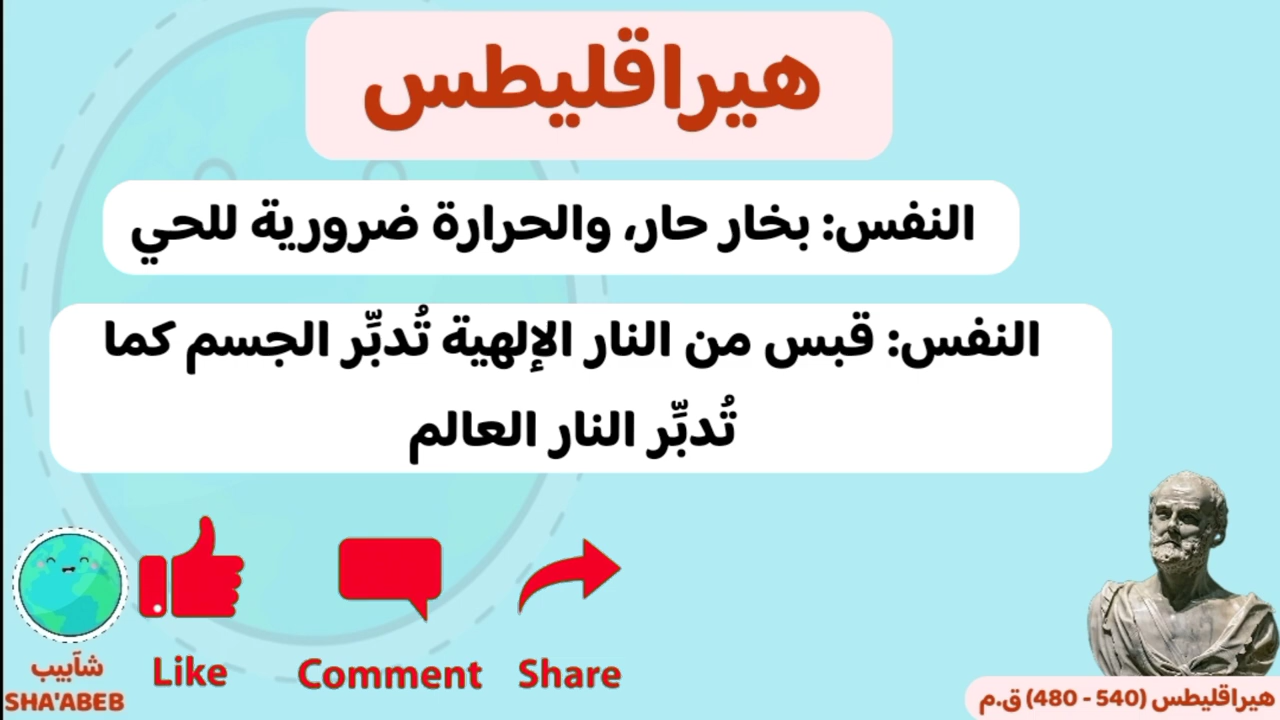 هيراقليطس
النفس: بخار حار، والحرارة ضرورية للحي
النفس: قبس من النار الإلهية تُدبِّر الجسم كما
تُدبِّر النار العالم
شآبيب
SHA'ABEB
Like
Comment
Share
هيراقليطس (540 - 480) ق.م